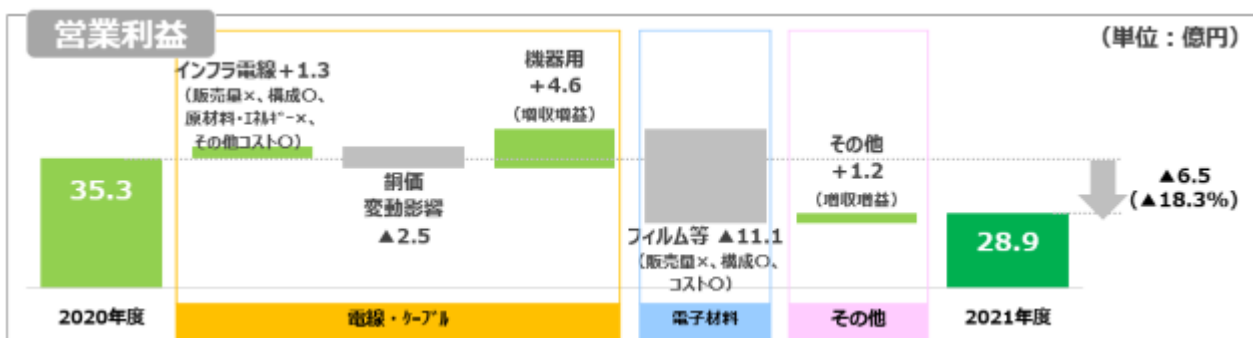 営業利益
(単位:億円)
インフラ電線+1.3
(販売量×、構成〇、
原材料・エネルギー×、
その他コスト〇)
銅価
変動影響
▲2.5
機器用
+4.6
(増収増益)
フィルム等 ▲11.1
(販売量×、構成〇、
コスト〇)
その他
+1.2
(増収増益)
▲6.5
(▲18.3%)
35.3
28.9
2020年度
電線・ケーブル
電子材料
その他
2021年度